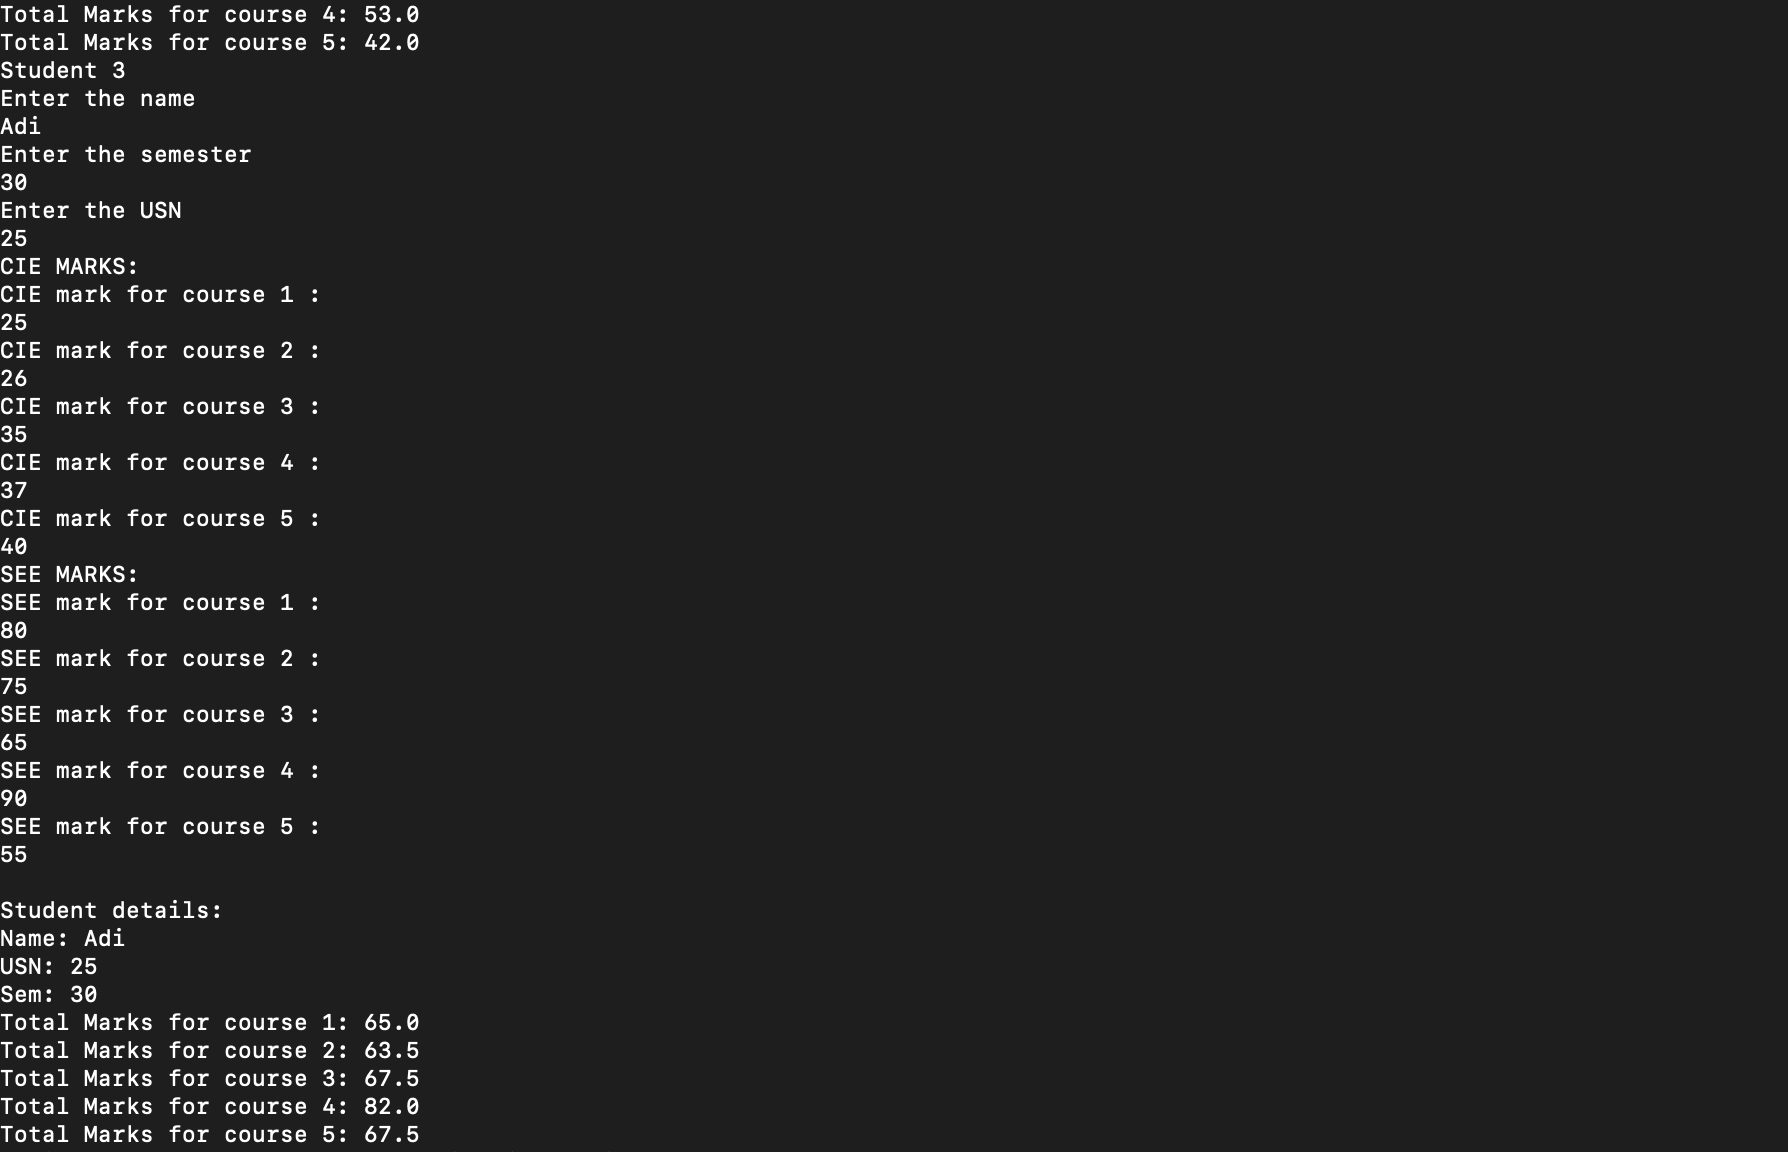 Total Marks for course 4: 53.0
Total Marks for course 5: 42.0
Student 3
Enter the name
Adi
Enter the semester
30
Enter the USN
25
CIE MARKS:
CIE mark for course 1 :
25
CIE mark for course 2 :
26
CIE mark for course 3 :
35
CIE mark for course 4 :
37
CIE mark for course 5 :
40
SEE MARKS:
SEE mark for course 1 :
80
SEE mark for course 2 :
75
SEE mark for course 3 :
65
SEE mark for course 4 :
90
SEE mark for course 5 :
55

Student details:
Name: Adi
USN: 25
Sem: 30
Total Marks for course 1: 65.0
Total Marks for course 2: 63.5
Total Marks for course 3: 67.5
Total Marks for course 4: 82.0
Total Marks for course 5: 67.5